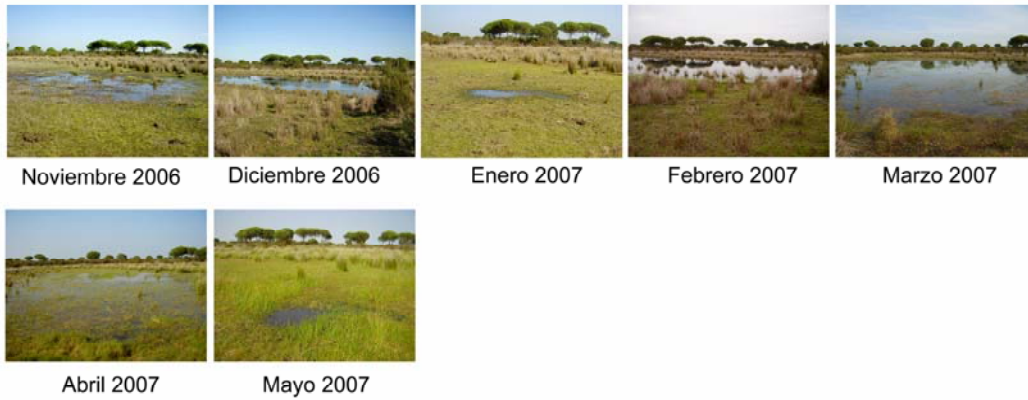 Noviembre 2006
Diciembre 2006
Enero 2007
Febrero 2007
Marzo 2007
Abril 2007
Mayo 2007